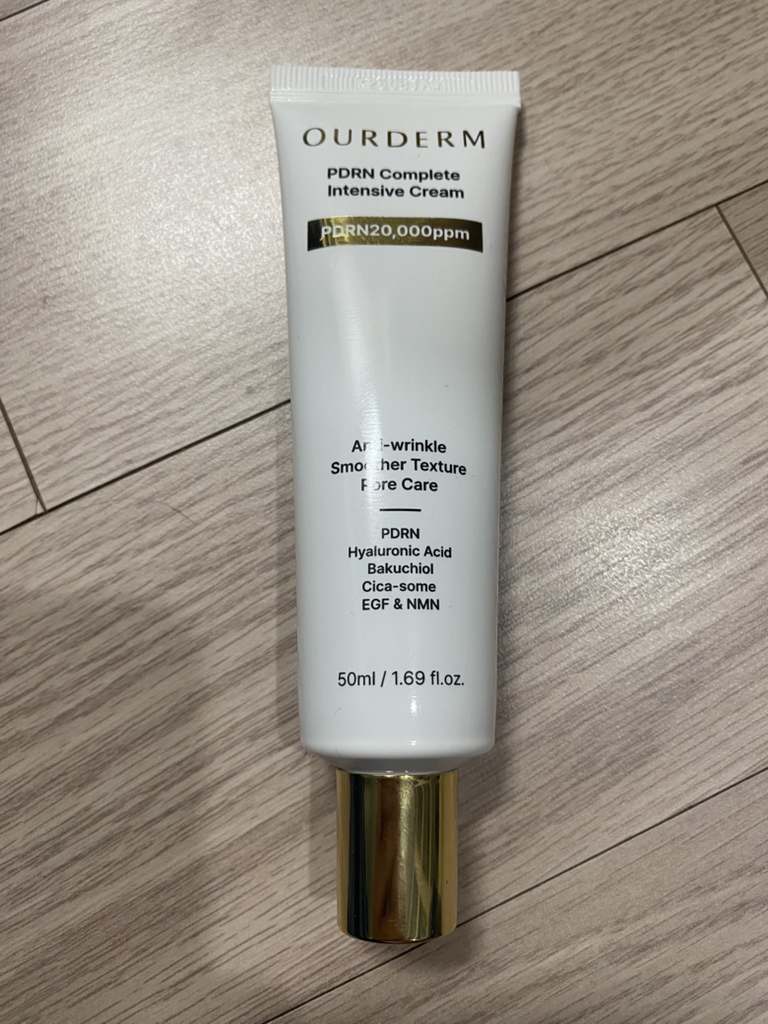 OURDERM
PDRN Complete
Intensive Cream
PDRN20,000ppm
Anti-wrinkle
Smoother Texture
Pore Care
PDRN
Hyaluronic Acid
Bakuchiol
Cica-some
EGF & NMN
50ml / 1.69 fl.oz.